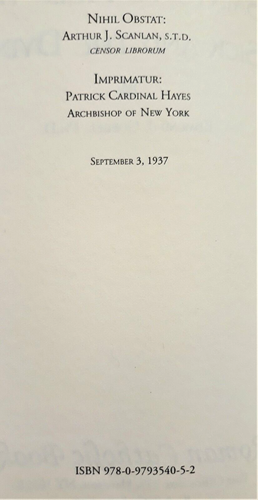 NIHIL OBSTAT:
ARTHUR J. SCANLAN, S.T.D.
CENSOR LIBRORUM
IMPRIMATUR:
PATRICK CARDINAL HAYES
ARCHBISHOP OF NEW YORK
SEPTEMBER 3, 1937
ISBN 978-0-9793540-5-2